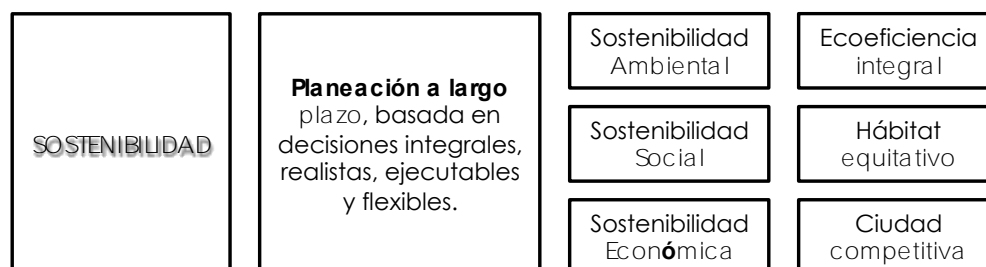 SOSTENIBILIDAD
Planeación a largo
plazo, basada en
decisiones integrales,
realistas, ejecutables
y flexibles.
Sostenibilidad
Ambiental
Sostenibilidad
Social
Sostenibilidad
Económica
Ecoeficiencia
integral
Hábitat
equitativo
Ciudad
competitiva